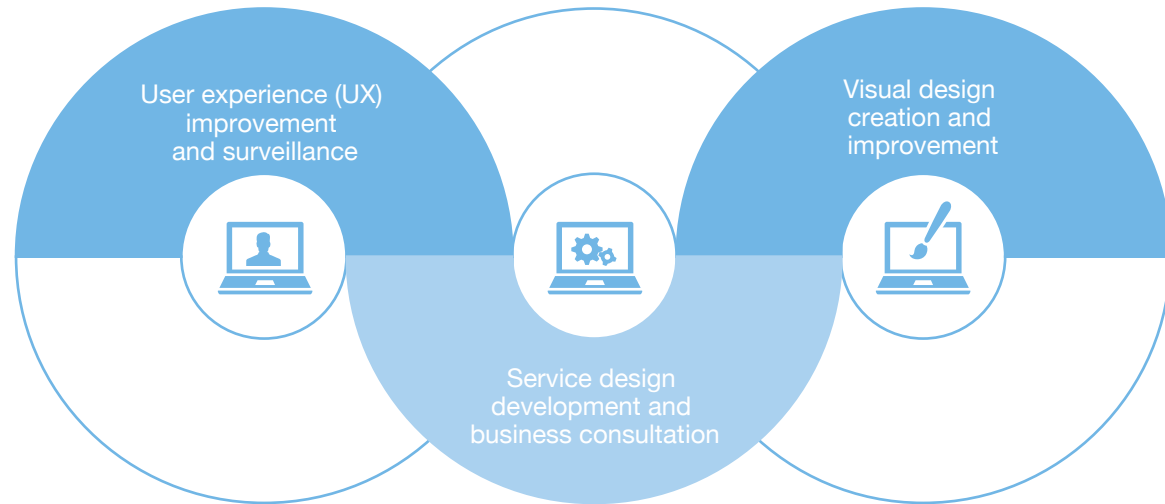 User experience (UX)
improvement
and surveillance
Visual design
creation and
improvement
Service design
development and
business consultation